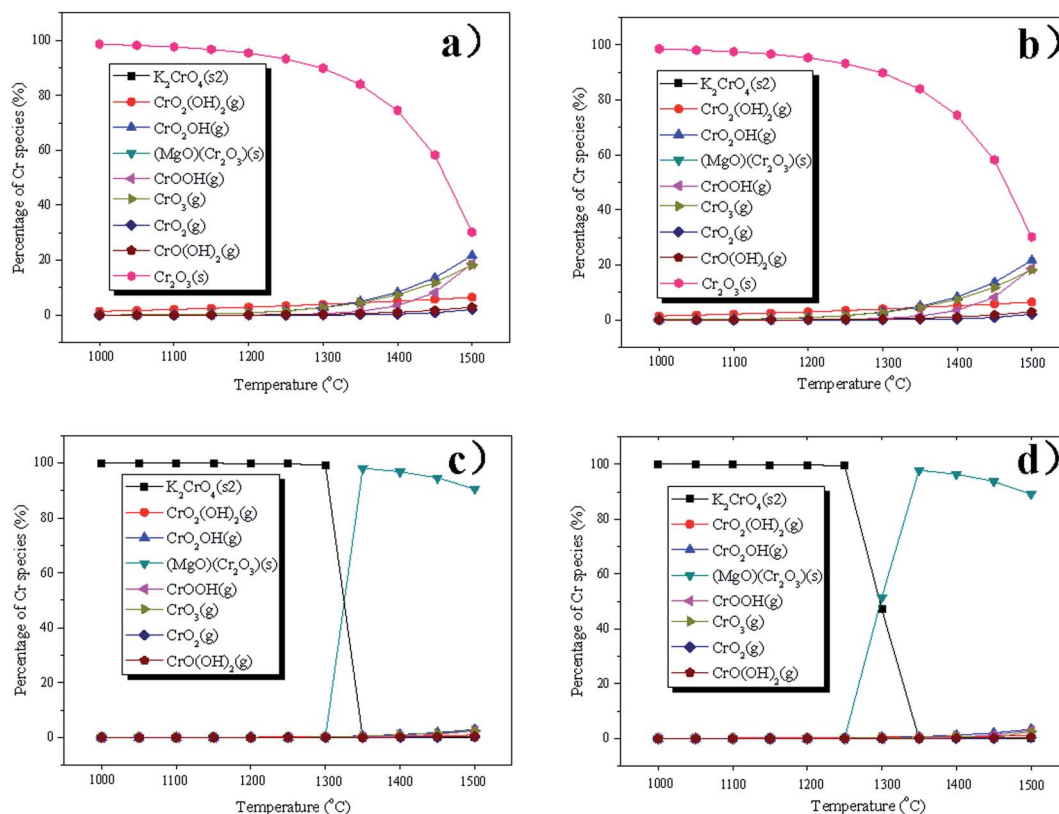 a)
Percentage of Cr species (%)
100
80
60
40
20
0
K₂CrO₄(s2)
CrO₂(OH)₂(g)
CrO₂OH(g)
(MgO)(Cr₂O₃)(s)
CrOOH(g)
CrO₃(g)
CrO₂(g)
CrO(OH)₂(g)
Cr₂O₃(s)
1000 1100 1200 1300 1400 1500
Temperature (°C)
b)
Percentage of Cr species (%)
100
80
60
40
20
0
K₂CrO₄(s2)
CrO₂(OH)₂(g)
CrO₂OH(g)
(MgO)(Cr₂O₃)(s)
CrOOH(g)
CrO₃(g)
CrO₂(g)
CrO(OH)₂(g)
Cr₂O₃(s)
1000 1100 1200 1300 1400 1500
Temperature (°C)
c)
Percentage of Cr species (%)
100
80
60
40
20
0
K₂CrO₄(s2)
CrO₂(OH)₂(g)
CrO₂OH(g)
(MgO)(Cr₂O₃)(s)
CrOOH(g)
CrO₃(g)
CrO₂(g)
CrO(OH)₂(g)
1000 1100 1200 1300 1400 1500
Temperature (°C)
d)
Percentage of Cr species (%)
100
80
60
40
20
0
K₂CrO₄(s2)
CrO₂(OH)₂(g)
CrO₂OH(g)
(MgO)(Cr₂O₃)(s)
CrOOH(g)
CrO₃(g)
CrO₂(g)
CrO(OH)₂(g)
1000 1100 1200 1300 1400 1500
Temperature (°C)